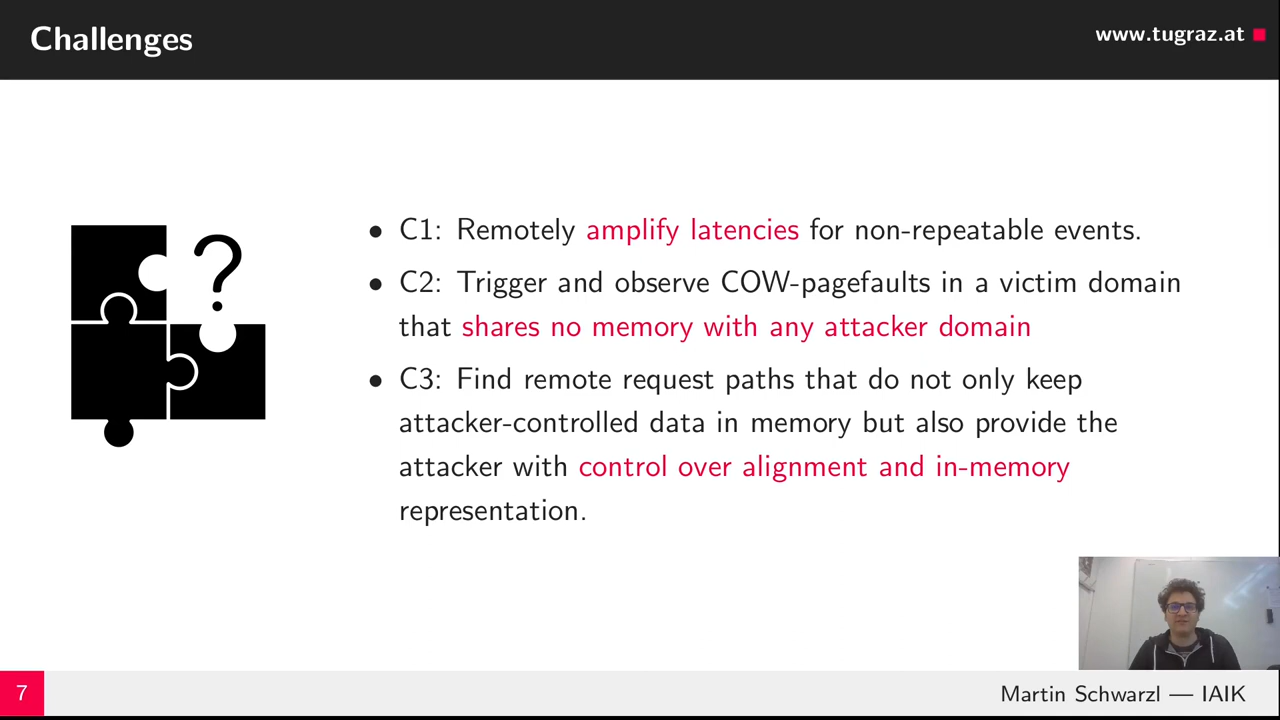 Challenges
www.tugraz.at
• C1: Remotely amplify latencies for non-repeatable events.
• C2: Trigger and observe COW-pagefaults in a victim domain
that shares no memory with any attacker domain
• C3: Find remote request paths that do not only keep
attacker-controlled data in memory but also provide the
attacker with control over alignment and in-memory
representation.
?
7
Martin Schwarzl — IAIK